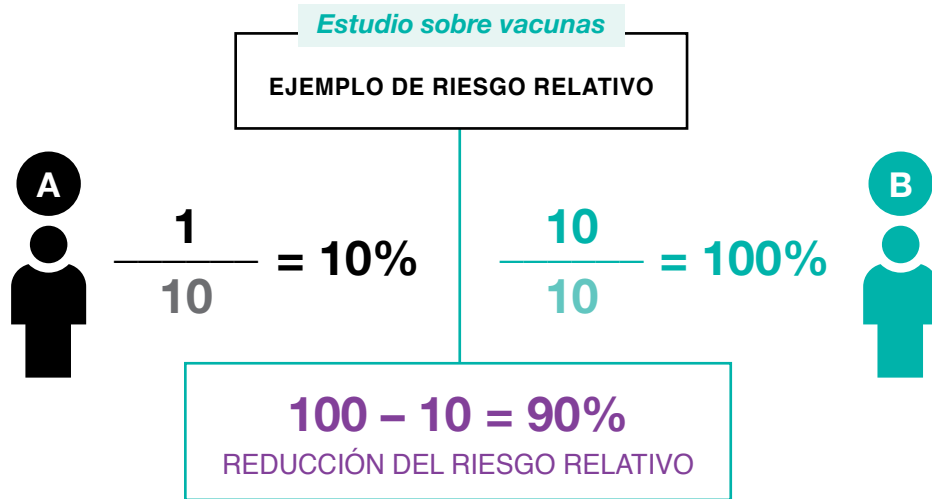 Estudio sobre vacunas
EJEMPLO DE RIESGO RELATIVO
A
1
10
= 10%
10
10
= 100%
B
100 – 10 = 90%
REDUCCIÓN DEL RIESGO RELATIVO